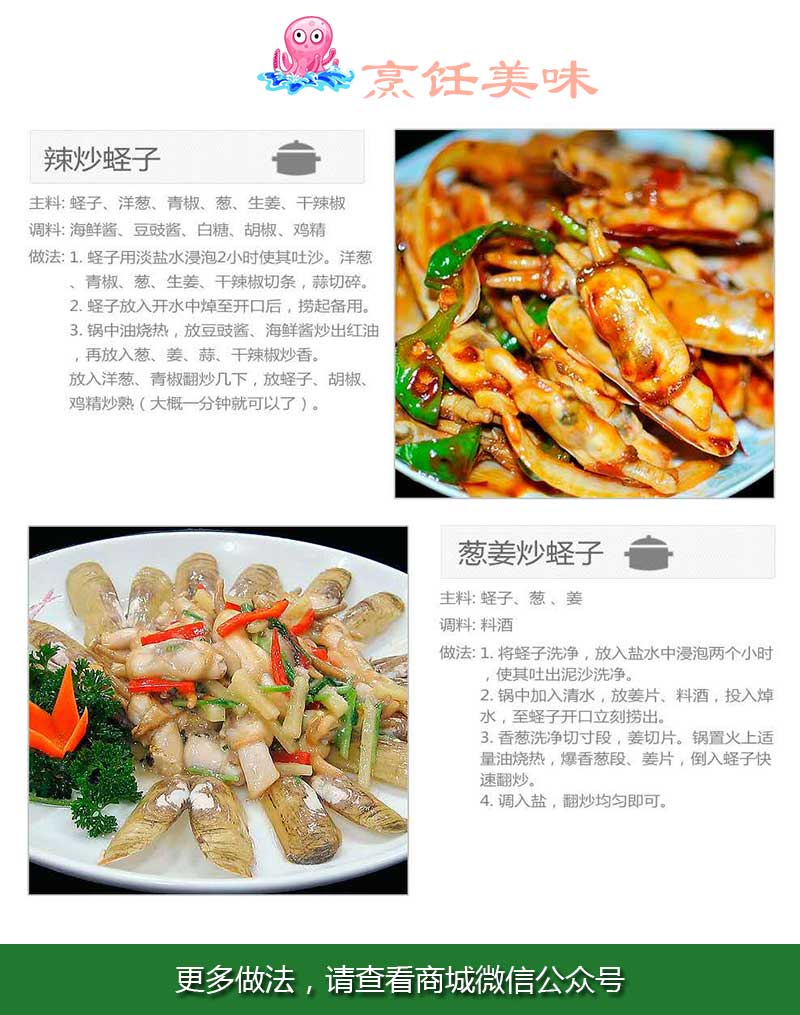 烹饪美味
辣炒蛏子
主料: 蛏子、洋葱、青椒、葱、生姜、干辣椒
调料: 海鲜酱、豆豉酱、白糖、胡椒、鸡精
做法: 1. 蛏子用淡盐水浸泡2小时使其吐沙。洋葱
、青椒、葱、生姜、干辣椒切条，蒜切碎。
2. 蛏子放入开水中焯至开口后，捞起备用。
3. 锅中油烧热，放豆豉酱、海鲜酱炒出红油
，再放入葱、姜、蒜、干辣椒炒香。
放入洋葱、青椒翻炒几下，放蛏子、胡椒、
鸡精炒熟（大概一分钟就可以了）。
葱姜炒蛏子
主料: 蛏子、葱 、姜
调料: 料酒
做法: 1. 将蛏子洗净，放入盐水中浸泡两个小时
，使其吐出泥沙洗净。
2. 锅中加入清水，放姜片、料酒，投入焯
水，至蛏子开口立刻捞出。
3. 香葱洗净切寸段，姜切片。锅置火上适
量油烧热，爆香葱段、姜片，倒入蛏子快
速翻炒。
4. 调入盐，翻炒均匀即可。
更多做法，请查看商城微信公众号